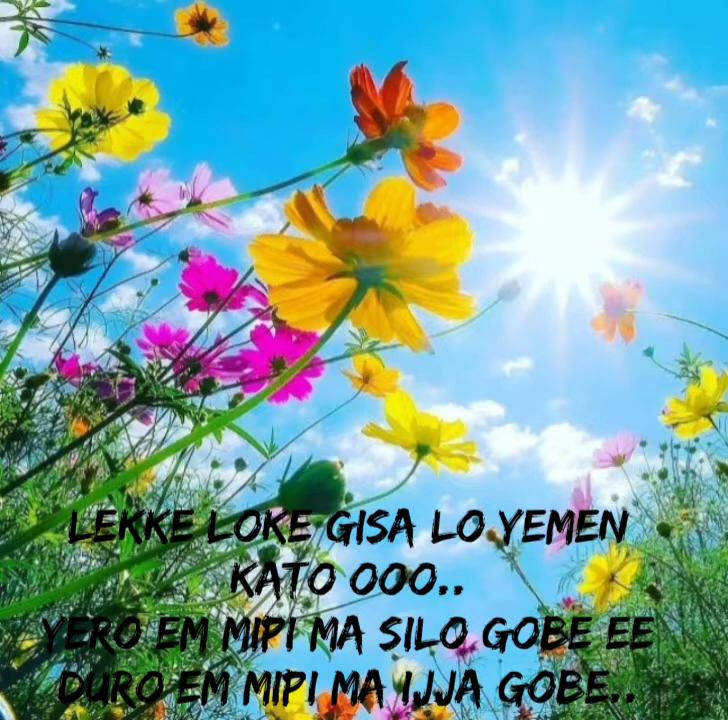 LEKKE LOKE GISA LO YEMEN
KATO OOO..
YERO EM MIPI MA SILO GOBE EE
DURO EM MIPI MA IJJA GOBE..